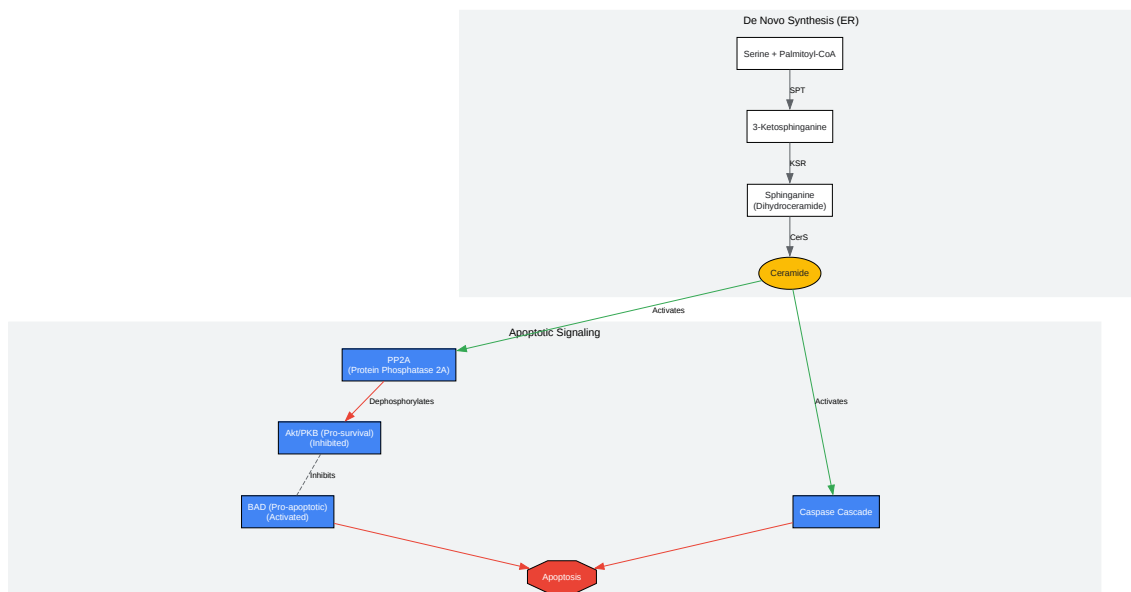 De Novo Synthesis (ER)
Serine + Palmitoyl-CoA
SPT
3-Ketosphinganine
KSR
Sphinganine
(Dihydroceramide)
CerS
Ceramide
Activates
Apoptotic Signaling
PP2A
(Protein Phosphatase 2A)
Dephosphorylates
Activates
Akt/PKB (Pro-survival)
(Inhibited)
Inhibits
BAD (Pro-apoptotic)
(Activated)
Caspase Cascade
Apoptosis